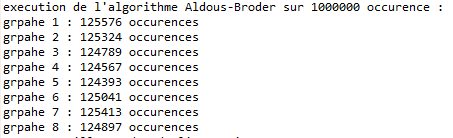 execution de l'algorithme Aldous-Broder sur 1000000 occurence :
grpahe 1 : 125576 occurences
grpahe 2 : 125324 occurences
grpahe 3 : 124789 occurences
grpahe 4 : 124567 occurences
grpahe 5 : 124393 occurences
grpahe 6 : 125041 occurences
grpahe 7 : 125413 occurences
grpahe 8 : 124897 occurences